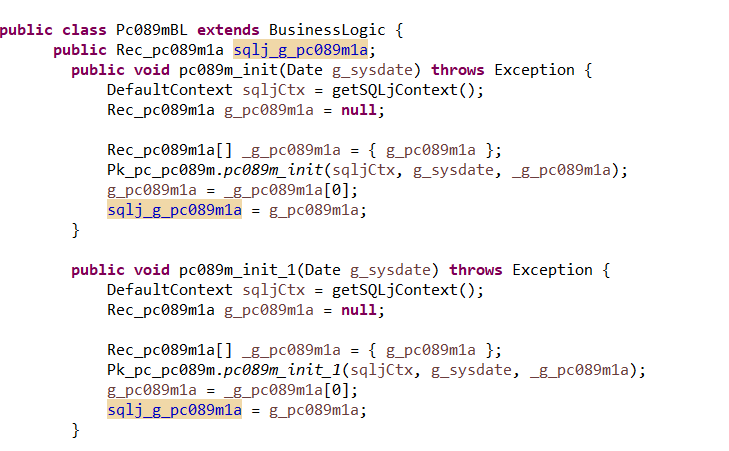 public class Pc089mBL extends BusinessLogic {
public Rec_pc089m1a sqlj_g_pc089m1a;
public void pc089m_init(Date g_sysdate) throws Exception {
DefaultContext sqljCtx = getSQLjContext();
Rec_pc089m1a g_pc089m1a = null;
Rec_pc089m1a[] _g_pc089m1a = { g_pc089m1a };
Pk_pc_pc089m.pc089m_init(sqljCtx, g_sysdate, _g_pc089m1a);
g_pc089m1a = _g_pc089m1a[0];
sqlj_g_pc089m1a = g_pc089m1a;
}
public void pc089m_init_1(Date g_sysdate) throws Exception {
DefaultContext sqljCtx = getSQLjContext();
Rec_pc089m1a g_pc089m1a = null;
Rec_pc089m1a[] _g_pc089m1a = { g_pc089m1a };
Pk_pc_pc089m.pc089m_init_1(sqljCtx, g_sysdate, _g_pc089m1a);
g_pc089m1a = _g_pc089m1a[0];
sqlj_g_pc089m1a = g_pc089m1a;
}